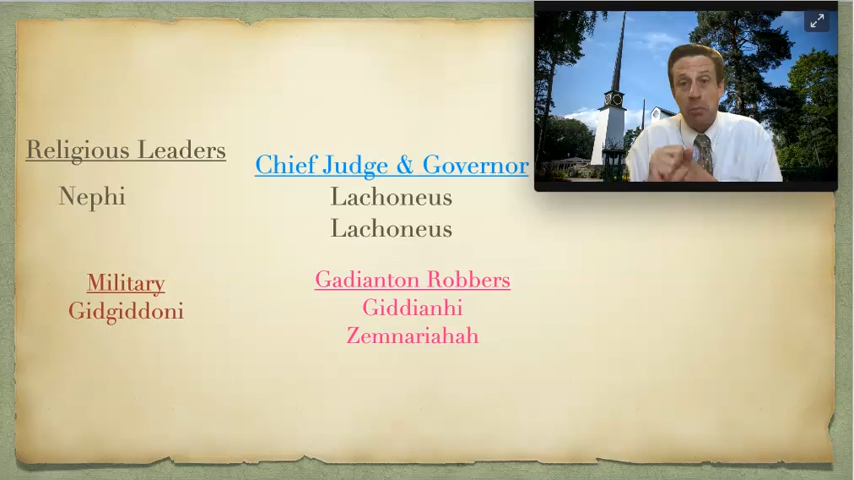 Religious Leaders
Nephi
Chief Judge & Governor
Lachoneus
Lachoneus
Military
Gidgiddoni
Gadianton Robbers
Giddianhi
Zemnariahah